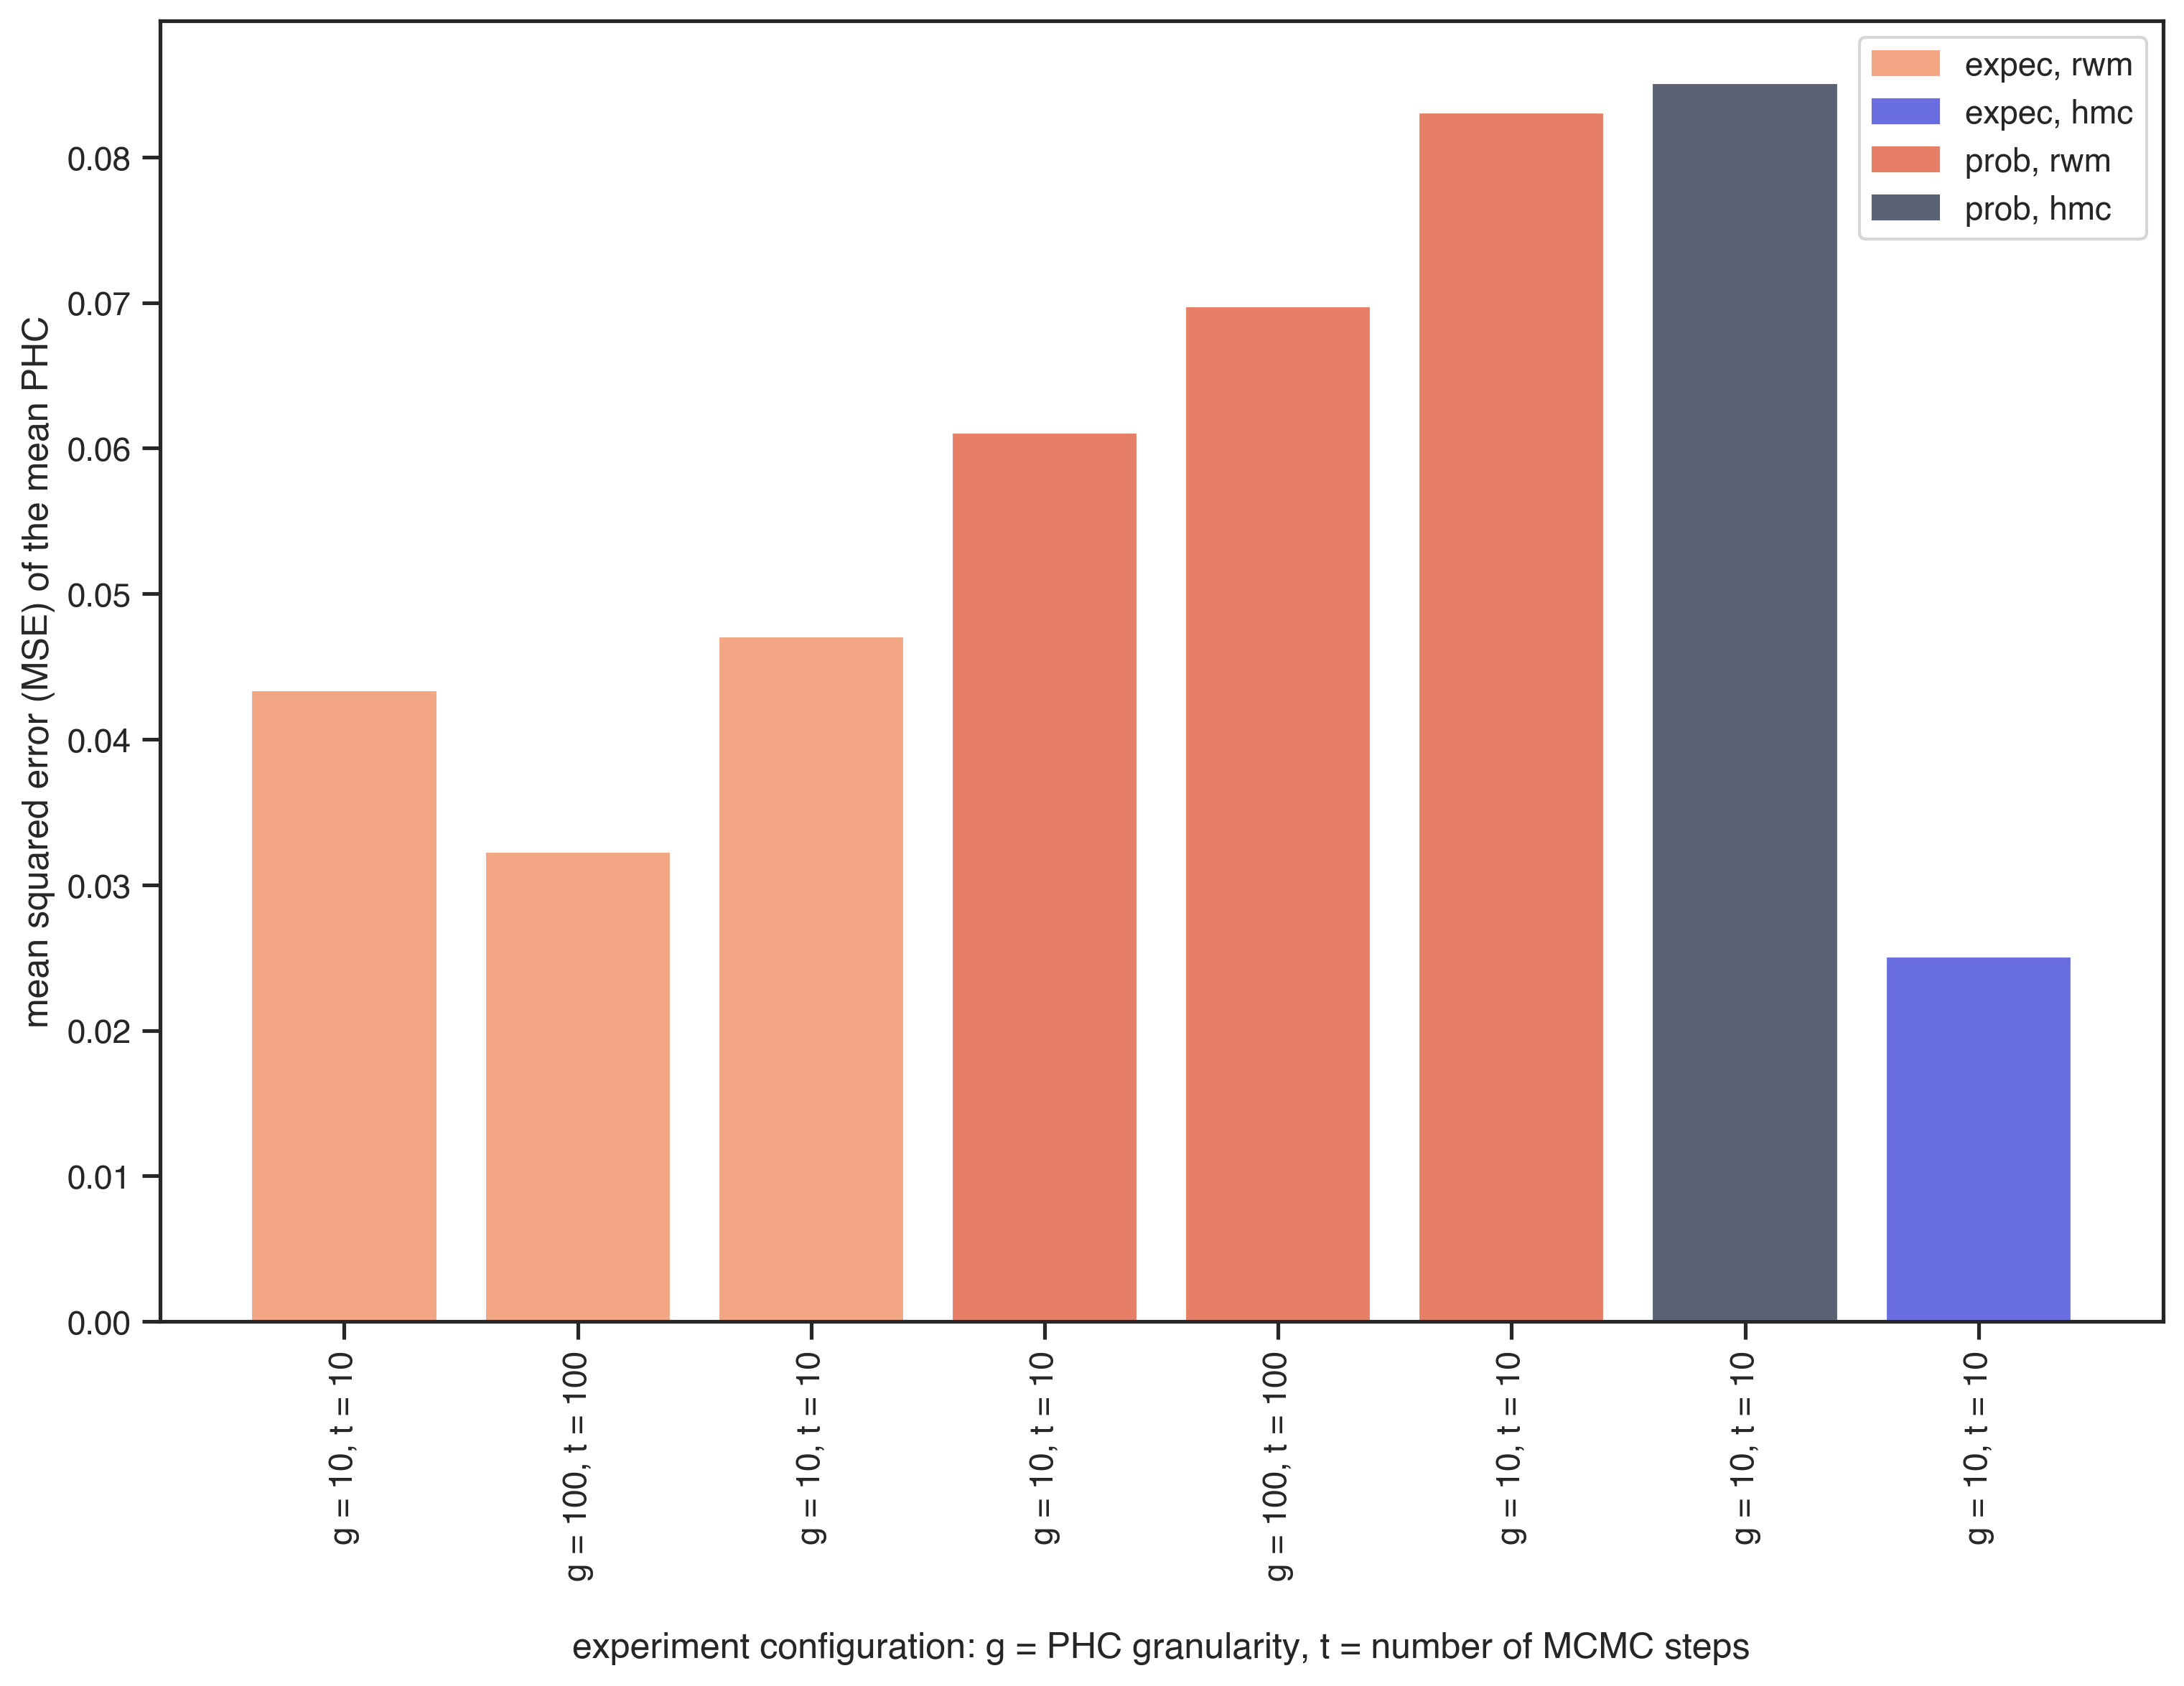 expec, rwm
expec, hmc
prob, rwm
prob, hmc
mean squared error (MSE) of the mean PHC
0.08
0.07
0.06
0.05
0.04
0.03
0.02
0.01
0.00
g = 10, t = 10
g = 100, t = 100
g = 10, t = 10
g = 10, t = 10
g = 100, t = 100
g = 10, t = 10
g = 10, t = 10
g = 10, t = 10
experiment configuration: g = PHC granularity, t = number of MCMC steps